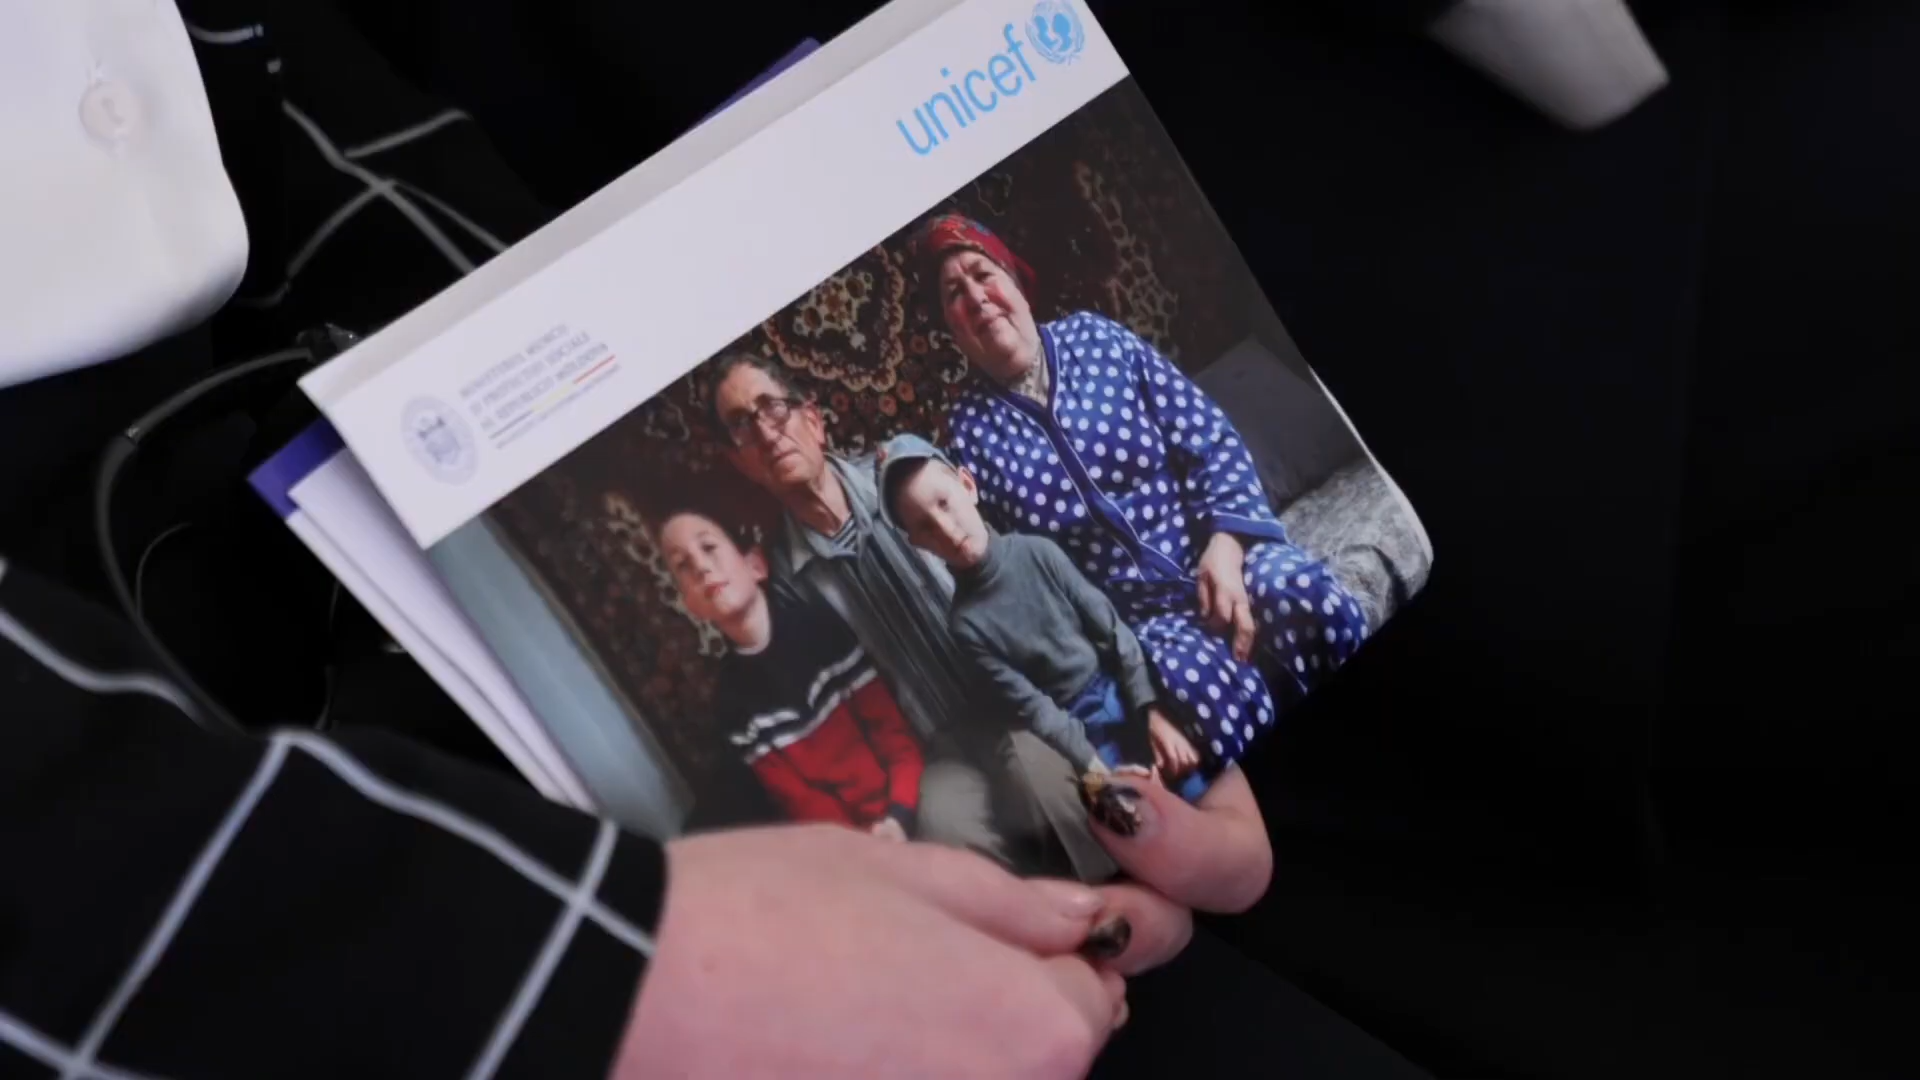 unicef
MINISTERUL MUNCII
ȘI PROTECȚIEI SOCIALE
AL REPUBLICII MOLDOVA